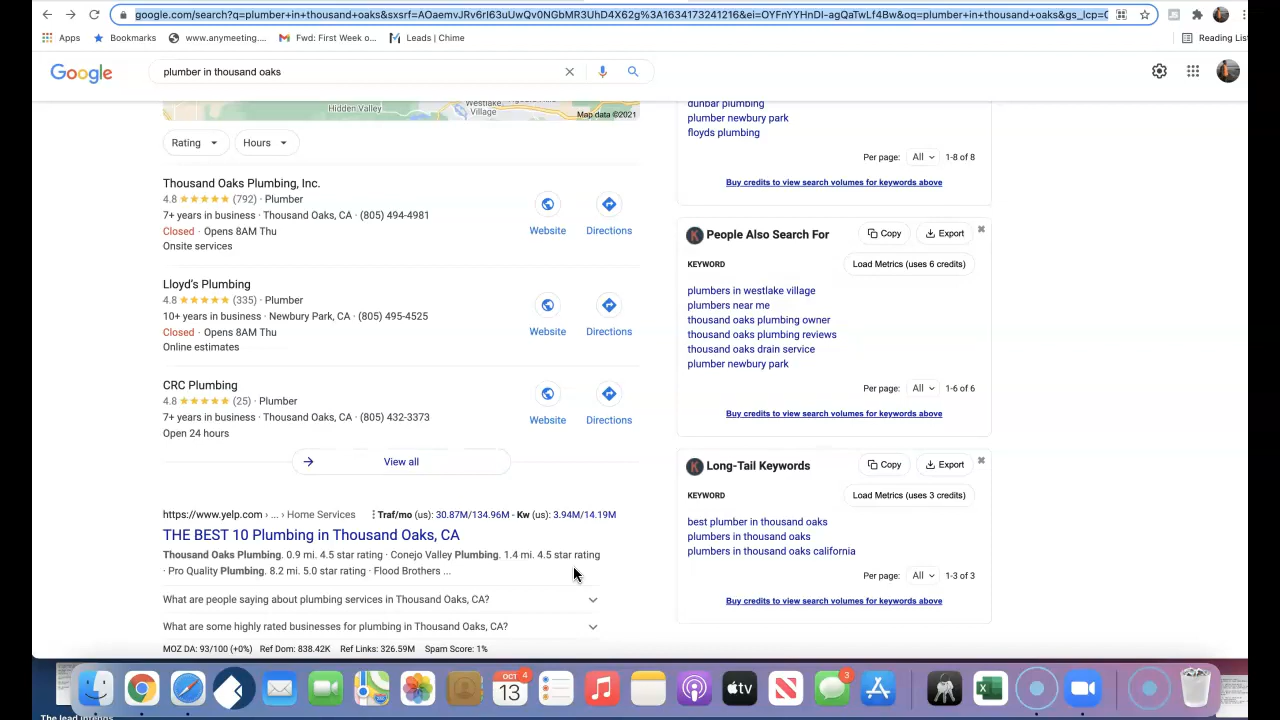 google.com/search?q=plumber+in+thousand+oaks&sxsrf=AOaemvJRv6rI63uUwQv0NGbMR3UhD4X62g%3A1634173241216&ei=OYFnYYHnDI-agQaTwLf4Bw&oq=plumber+in+thousand+oaks&gs_lcp=C
Apps
Bookmarks
www.anymeeting....
Fwd: First Week o...
Leads | Chime
Reading List
Google
plumber in thousand oaks
Hidden Valley
Westlake
Village
Map data ©2021
Rating
Hours
Thousand Oaks Plumbing, Inc.
4.8 (792) · Plumber
7+ years in business · Thousand Oaks, CA · (805) 494-4981
Closed · Opens 8AM Thu
Onsite services
Website
Directions
Lloyd's Plumbing
4.8 (335) · Plumber
10+ years in business · Newbury Park, CA · (805) 495-4525
Closed · Opens 8AM Thu
Online estimates
Website
Directions
CRC Plumbing
4.8 (25) · Plumber
7+ years in business · Thousand Oaks, CA · (805) 432-3373
Open 24 hours
Website
Directions
View all
https://www.yelp.com › ... › Home Services
Traf/mo (us): 30.87M/134.96M - Kw (us): 3.94M/14.19M
THE BEST 10 Plumbing in Thousand Oaks, CA
Thousand Oaks Plumbing. 0.9 mi. 4.5 star rating · Conejo Valley Plumbing. 1.4 mi. 4.5 star rating
· Pro Quality Plumbing. 8.2 mi. 5.0 star rating · Flood Brothers ...
What are people saying about plumbing services in Thousand Oaks, CA?
What are some highly rated businesses for plumbing in Thousand Oaks, CA?
MOZ DA: 93/100 (+0%) Ref Dom: 838.42K Ref Links: 326.59M Spam Score: 1%
dunbar plumbing
plumber newbury park
floyds plumbing
Per page: All 1-8 of 8
Buy credits to view search volumes for keywords above
K People Also Search For
Copy
Export
KEYWORD
Load Metrics (uses 6 credits)
plumbers in westlake village
plumbers near me
thousand oaks plumbing owner
thousand oaks plumbing reviews
thousand oaks drain service
plumber newbury park
Per page: All 1-6 of 6
Buy credits to view search volumes for keywords above
K Long-Tail Keywords
Copy
Export
KEYWORD
Load Metrics (uses 3 credits)
best plumber in thousand oaks
plumbers in thousand oaks
plumbers in thousand oaks california
Per page: All 1-3 of 3
Buy credits to view search volumes for keywords above
OCT
4
13
tv
3
The lead intends